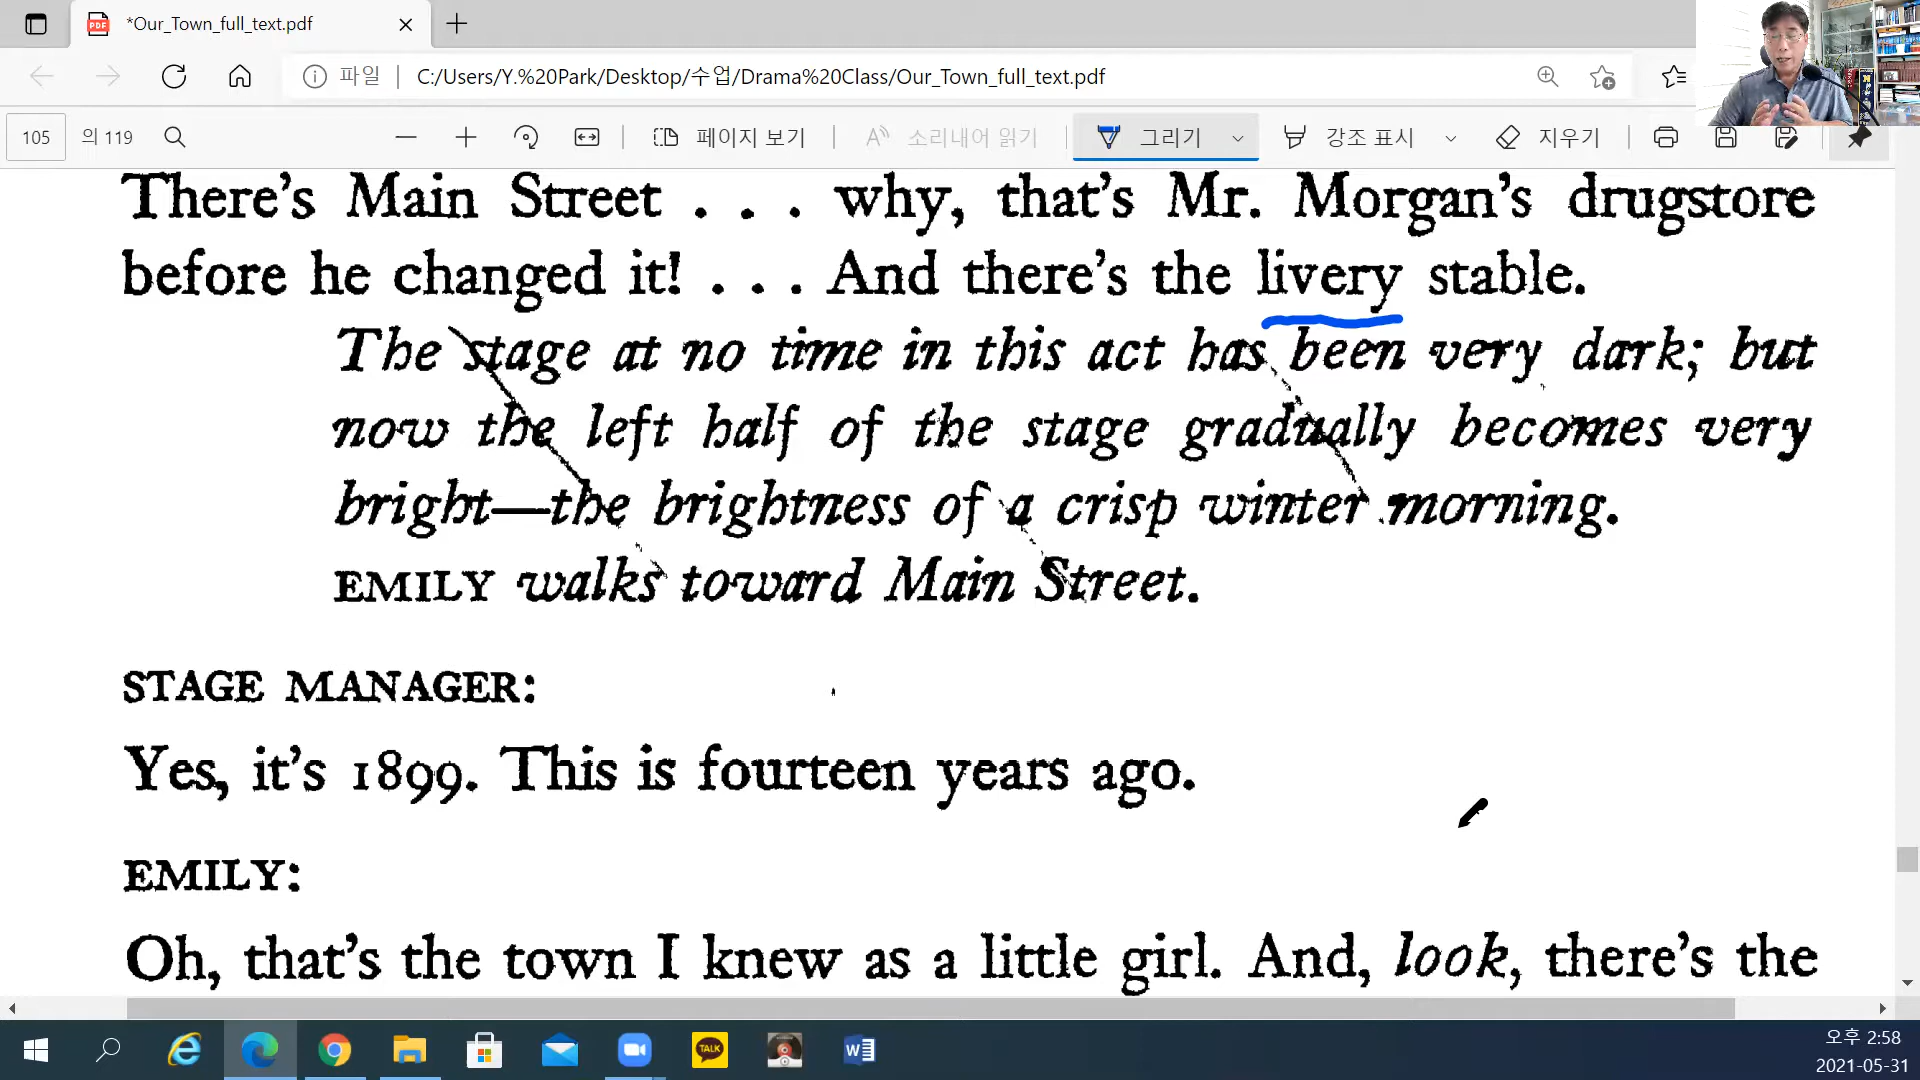 *Our_Town_full_text.pdf
파일 C:/Users/Y.%20Park/Desktop/수업/Drama%20Class/Our_Town_full_text.pdf
105 의 119 페이지 보기 소리내어 읽기 그리기 강조 표시 지우기
There's Main Street . . . why, that's Mr. Morgan's drugstore
before he changed it! . . . And there's the livery stable.
The stage at no time in this act has been very dark; but
now the left half of the stage gradually becomes very
bright—the brightness of a crisp winter morning.
EMILY walks toward Main Street.
STAGE MANAGER:
Yes, it's 1899. This is fourteen years ago.
EMILY:
Oh, that's the town I knew as a little girl. And, look, there's the
TALK
오후 2:58
2021-05-31